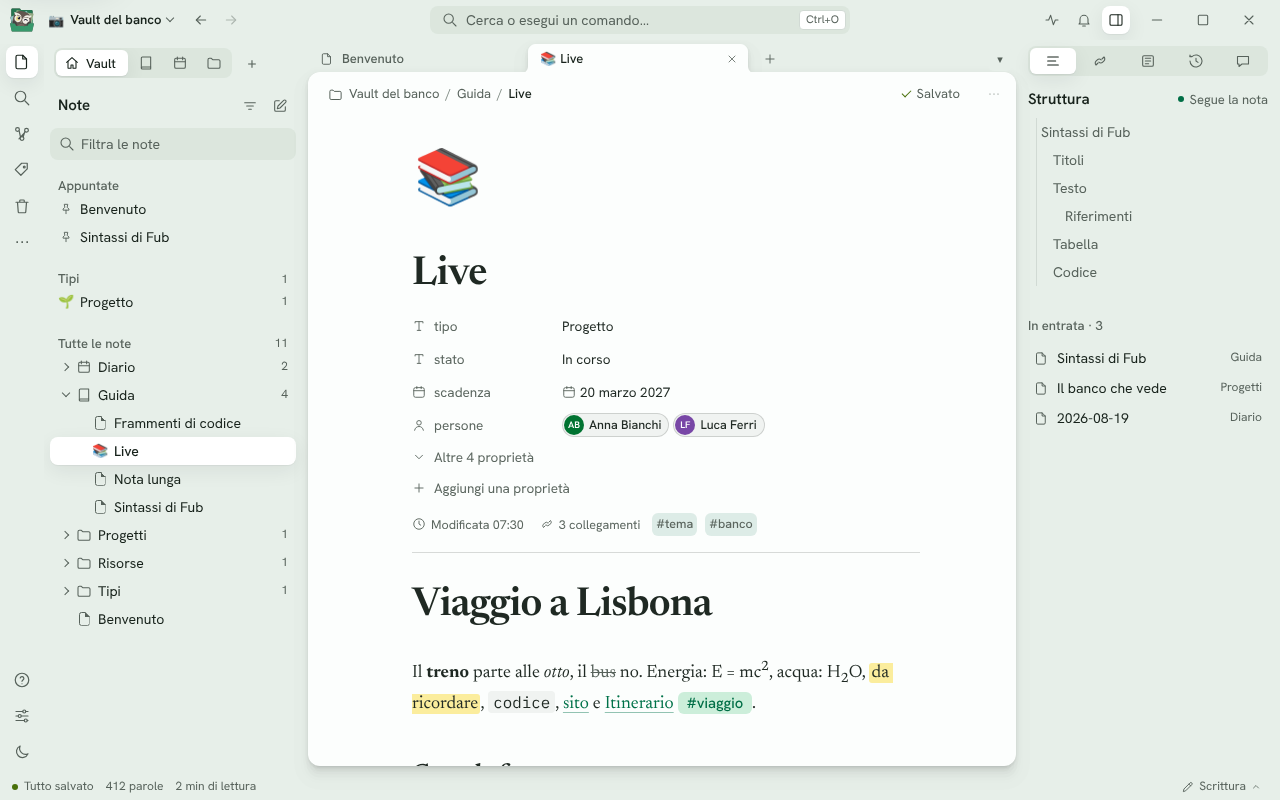 Vault del banco
Cerca o esegui un comando…
Ctrl+O
Vault
Benvenuto
Live
Note
Filtra le note
Appuntate
Benvenuto
Sintassi di Fub
Tipi 1
Progetto 1
Tutte le note 11
Diario 2
Guida 4
Frammenti di codice
Live
Nota lunga
Sintassi di Fub
Progetti 1
Risorse 1
Tipi 1
Benvenuto
Vault del banco / Guida / Live
Salvato
Live
tipo Progetto
stato In corso
scadenza 20 marzo 2027
persone AB Anna Bianchi LF Luca Ferri
Altre 4 proprietà
Aggiungi una proprietà
Modificata 07:30 3 collegamenti #tema #banco
Viaggio a Lisbona
Il treno parte alle otto, il bus no. Energia: E = mc2, acqua: H2O, da
ricordare, codice, sito e Itinerario #viaggio.
Struttura
Segue la nota
Sintassi di Fub
Titoli
Testo
Riferimenti
Tabella
Codice
In entrata · 3
Sintassi di Fub Guida
Il banco che vede Progetti
2026-08-19 Diario
Tutto salvato 412 parole 2 min di lettura
Scrittura